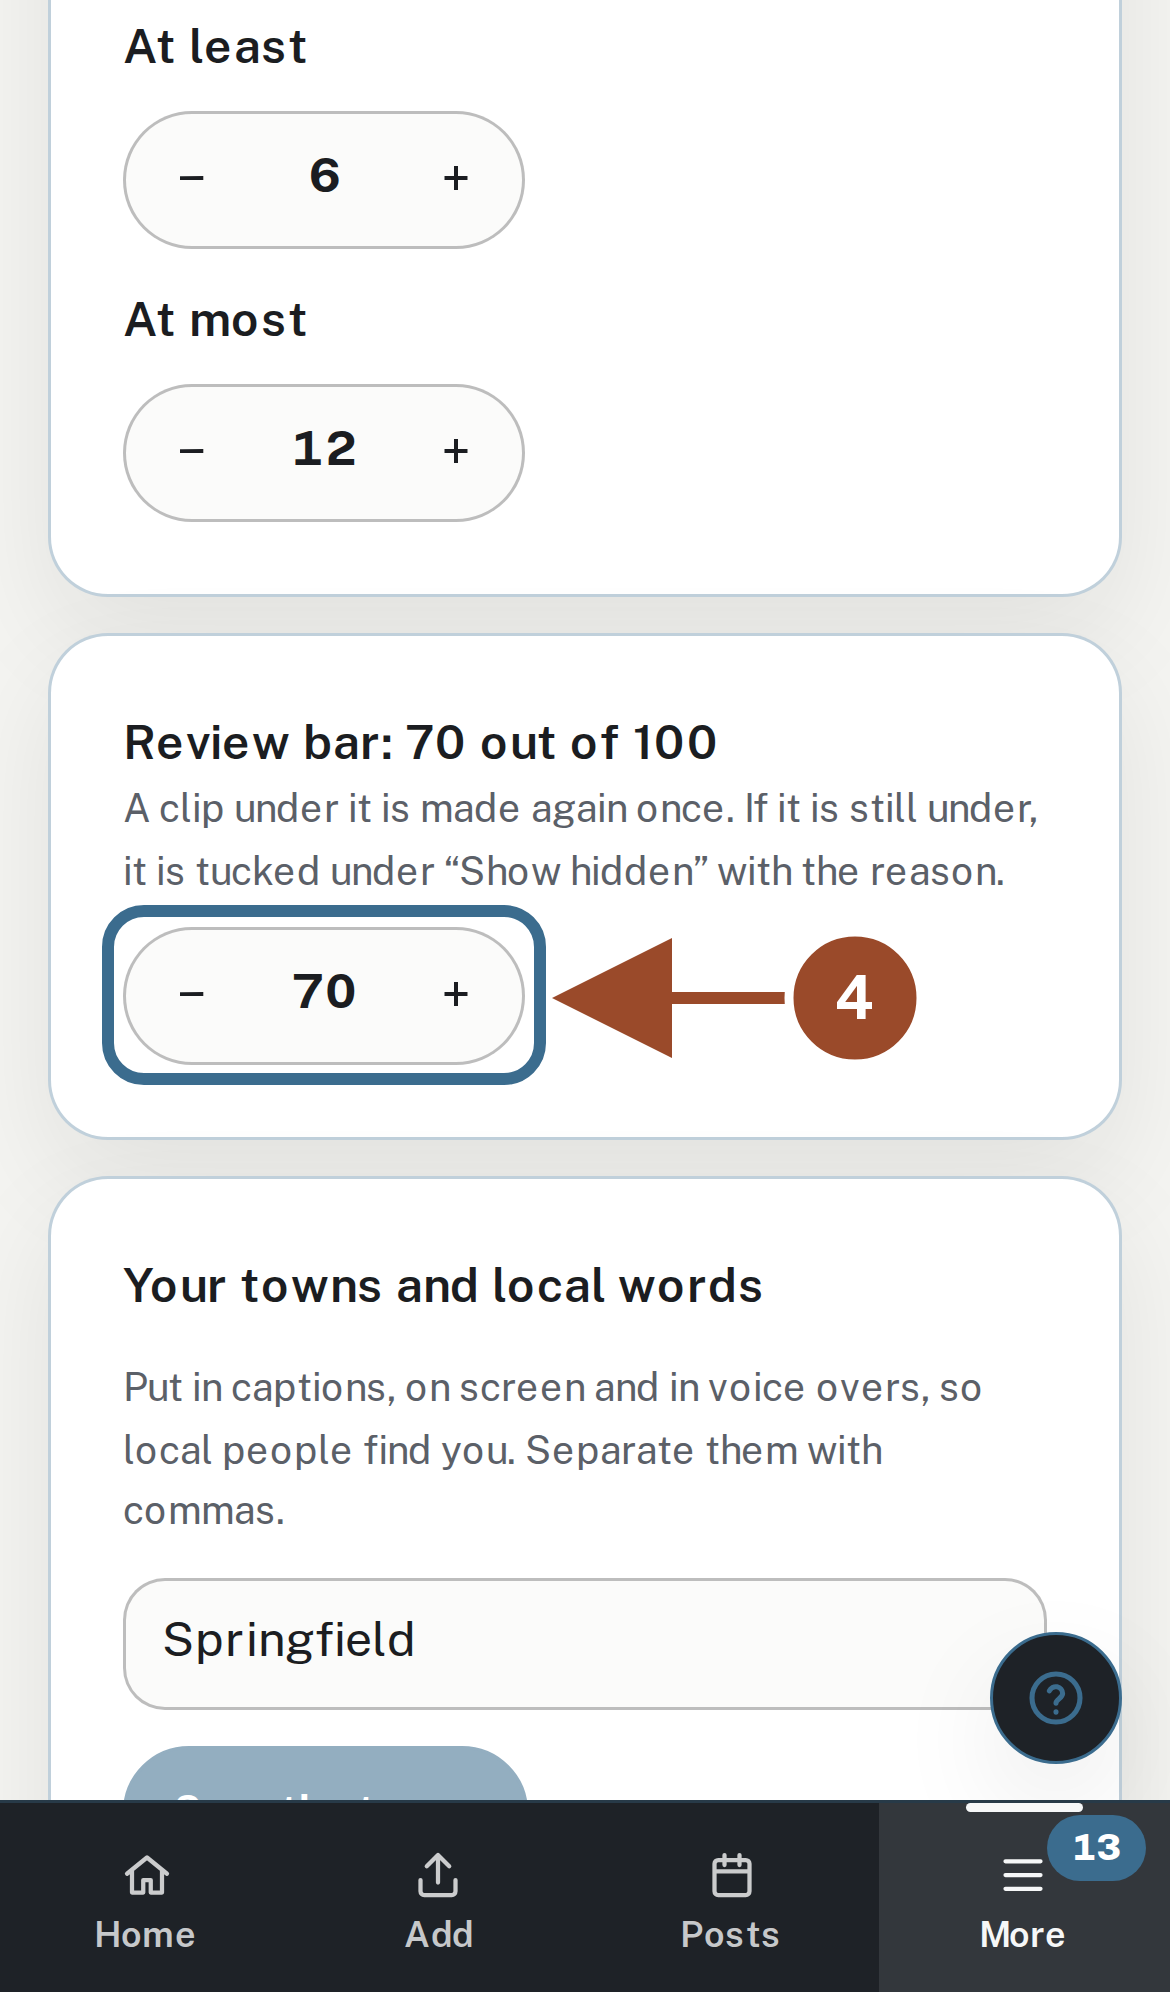 At least
− 6 +
At most
− 12 +
Review bar: 70 out of 100
A clip under it is made again once. If it is still under,
it is tucked under “Show hidden” with the reason.
− 70 +
4
Your towns and local words
Put in captions, on screen and in voice overs, so
local people find you. Separate them with
commas.
Springfield
13
Home
Add
Posts
More